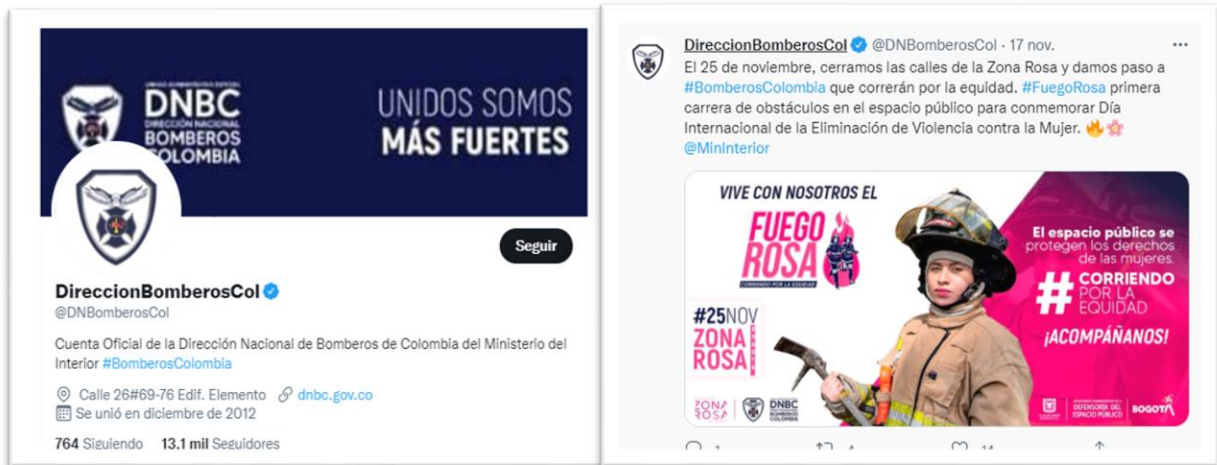 DNBC
DIRECCIÓN NACIONAL
BOMBEROS
COLOMBIA
UNIDOS SOMOS
MÁS FUERTES
Seguir
DireccionBomberosCol
@DNBomberosCol
Cuenta Oficial de la Dirección Nacional de Bomberos de Colombia del Ministerio del
Interior #BomberosColombia
Calle 26#69-76 Edif. Elemento dnbc.gov.co
Se unió en diciembre de 2012
764 Siguiendo 13.1 mil Seguidores
DireccionBomberosCol @DNBomberosCol · 17 nov.
El 25 de noviembre, cerramos las calles de la Zona Rosa y damos paso a
#BomberosColombia que correrán por la equidad. #FuegoRosa primera
carrera de obstáculos en el espacio público para conmemorar Día
Internacional de la Eliminación de Violencia contra la Mujer.
@MinInterior
VIVE CON NOSOTROS EL
FUEGO
ROSA
CORRIENDO POR LA EQUIDAD
#25NOV
ZONA
ROSA
El espacio público se
protegen los derechos
de las mujeres.
# CORRIENDO
POR LA
EQUIDAD
¡ACOMPÁÑANOS!
ZONA
ROSA
DNBC
BOMBEROS
COLOMBIA
DEFENSORÍA DEL
ESPACIO PÚBLICO
BOGOTÁ